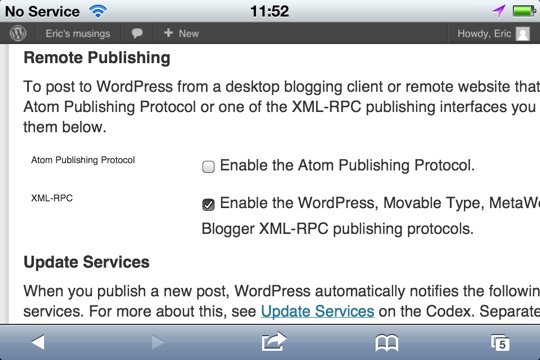 No Service 11:52
Eric's musings + New Howdy, Eric
Remote Publishing
To post to WordPress from a desktop blogging client or remote website that
Atom Publishing Protocol or one of the XML-RPC publishing interfaces you
them below.
Atom Publishing Protocol Enable the Atom Publishing Protocol.
XML-RPC Enable the WordPress, Movable Type, MetaWe
Blogger XML-RPC publishing protocols.
Update Services
When you publish a new post, WordPress automatically notifies the followin
services. For more about this, see Update Services on the Codex. Separate
5